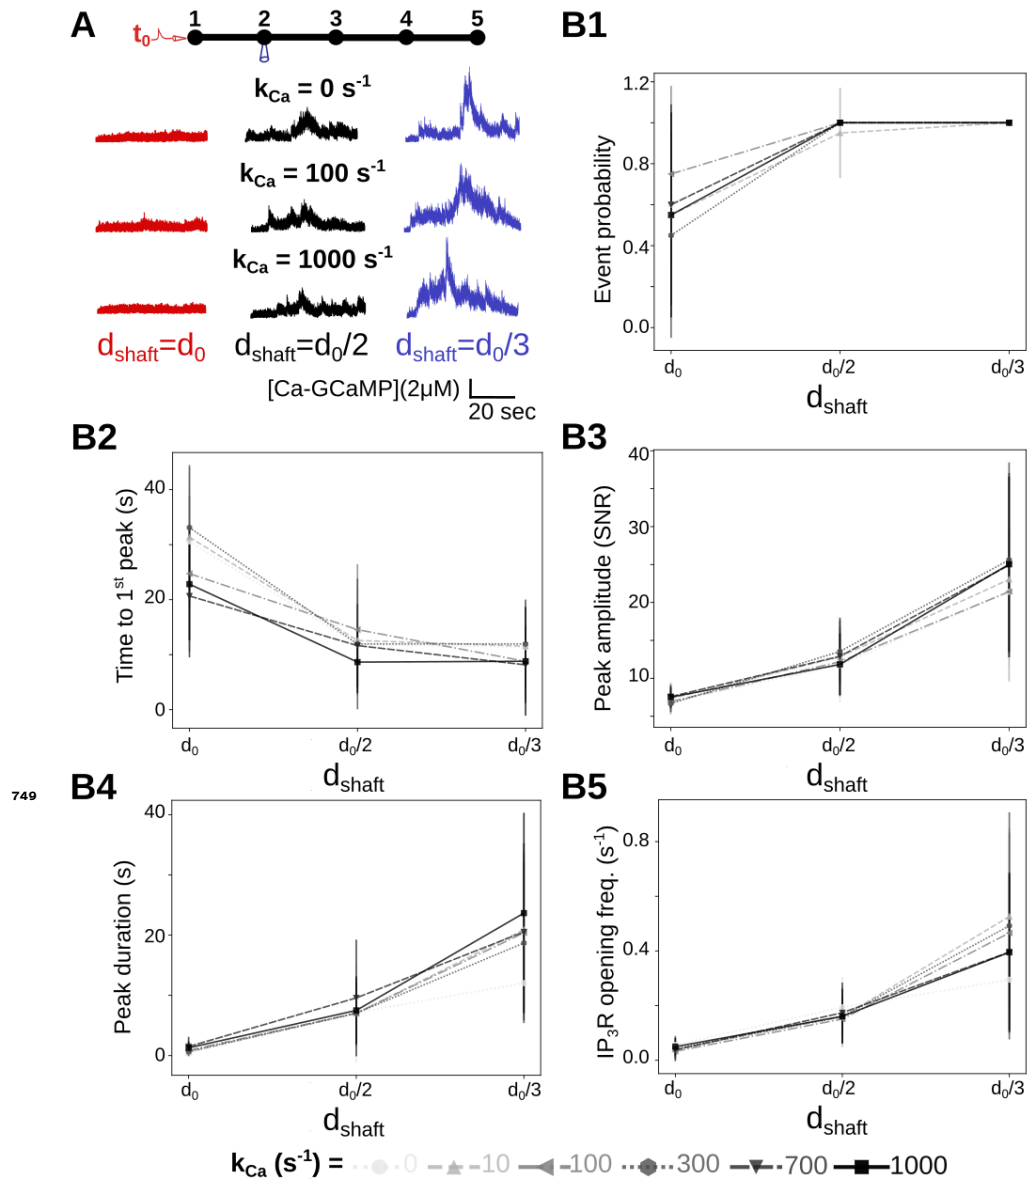 A
1 2 3 4 5
t0
kCa = 0 s-1
kCa = 100 s-1
kCa = 1000 s-1
dshaft=d0 dshaft=d0/2 dshaft=d0/3
[Ca-GCaMP](2μM)
20 sec
B1
Event probability
1.2
0.8
0.4
0.0
d0 d0/2 d0/3
dshaft
B2
Time to 1st peak (s)
40
20
0
d0 d0/2 d0/3
dshaft
B3
Peak amplitude (SNR)
40
30
20
10
d0 d0/2 d0/3
dshaft
749
B4
Peak duration (s)
40
20
0
d0 d0/2 d0/3
dshaft
B5
IP3R opening freq. (s-1)
0.8
0.4
0.0
d0 d0/2 d0/3
dshaft
kCa (s-1) = 0 10 100 300 700 1000